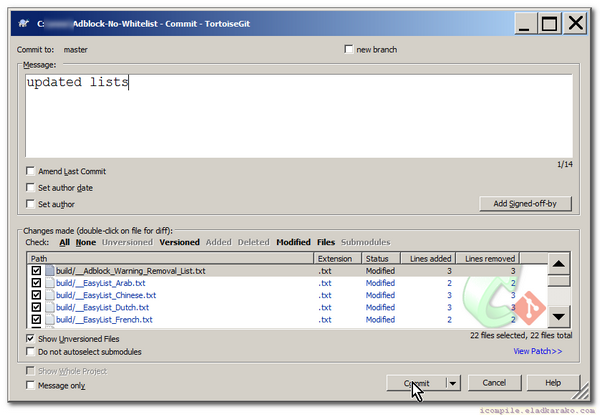 C:\ Adblock-No-Whitelist - Commit - TortoiseGit
Commit to: master new branch
Message:
updated lists
1/14
Amend Last Commit
Set author date
Set author
Add Signed-off-by
Changes made (double-click on file for diff):
Check: All None Unversioned Versioned Added Deleted Modified Files Submodules
Path Extension Status Lines added Lines removed
build/__Adblock_Warning_Removal_List.txt .txt Modified 3 3
build/__EasyList_Arab.txt .txt Modified 2 2
build/__EasyList_Chinese.txt .txt Modified 3 3
build/__EasyList_Dutch.txt .txt Modified 3 3
build/__EasyList_French.txt .txt Modified 2 2
Show Unversioned Files 22 files selected, 22 files total
Do not autoselect submodules View Patch>>
Show Whole Project
Message only Commit Cancel Help
icompile.eladkarako.com